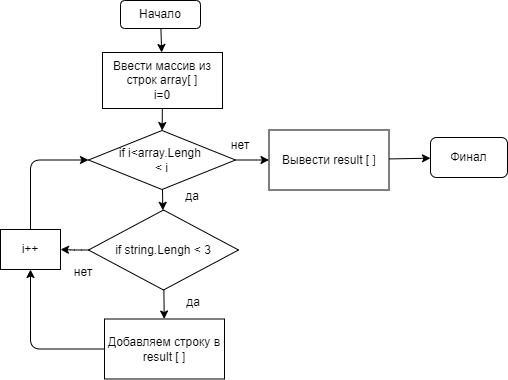 Начало
Ввести массив из
строк array[ ]
i=0
if i<array.Lengh
< i
нет
Вывести result [ ]
Финал
да
i++
if string.Lengh < 3
нет
да
Добавляем строку в
result [ ]